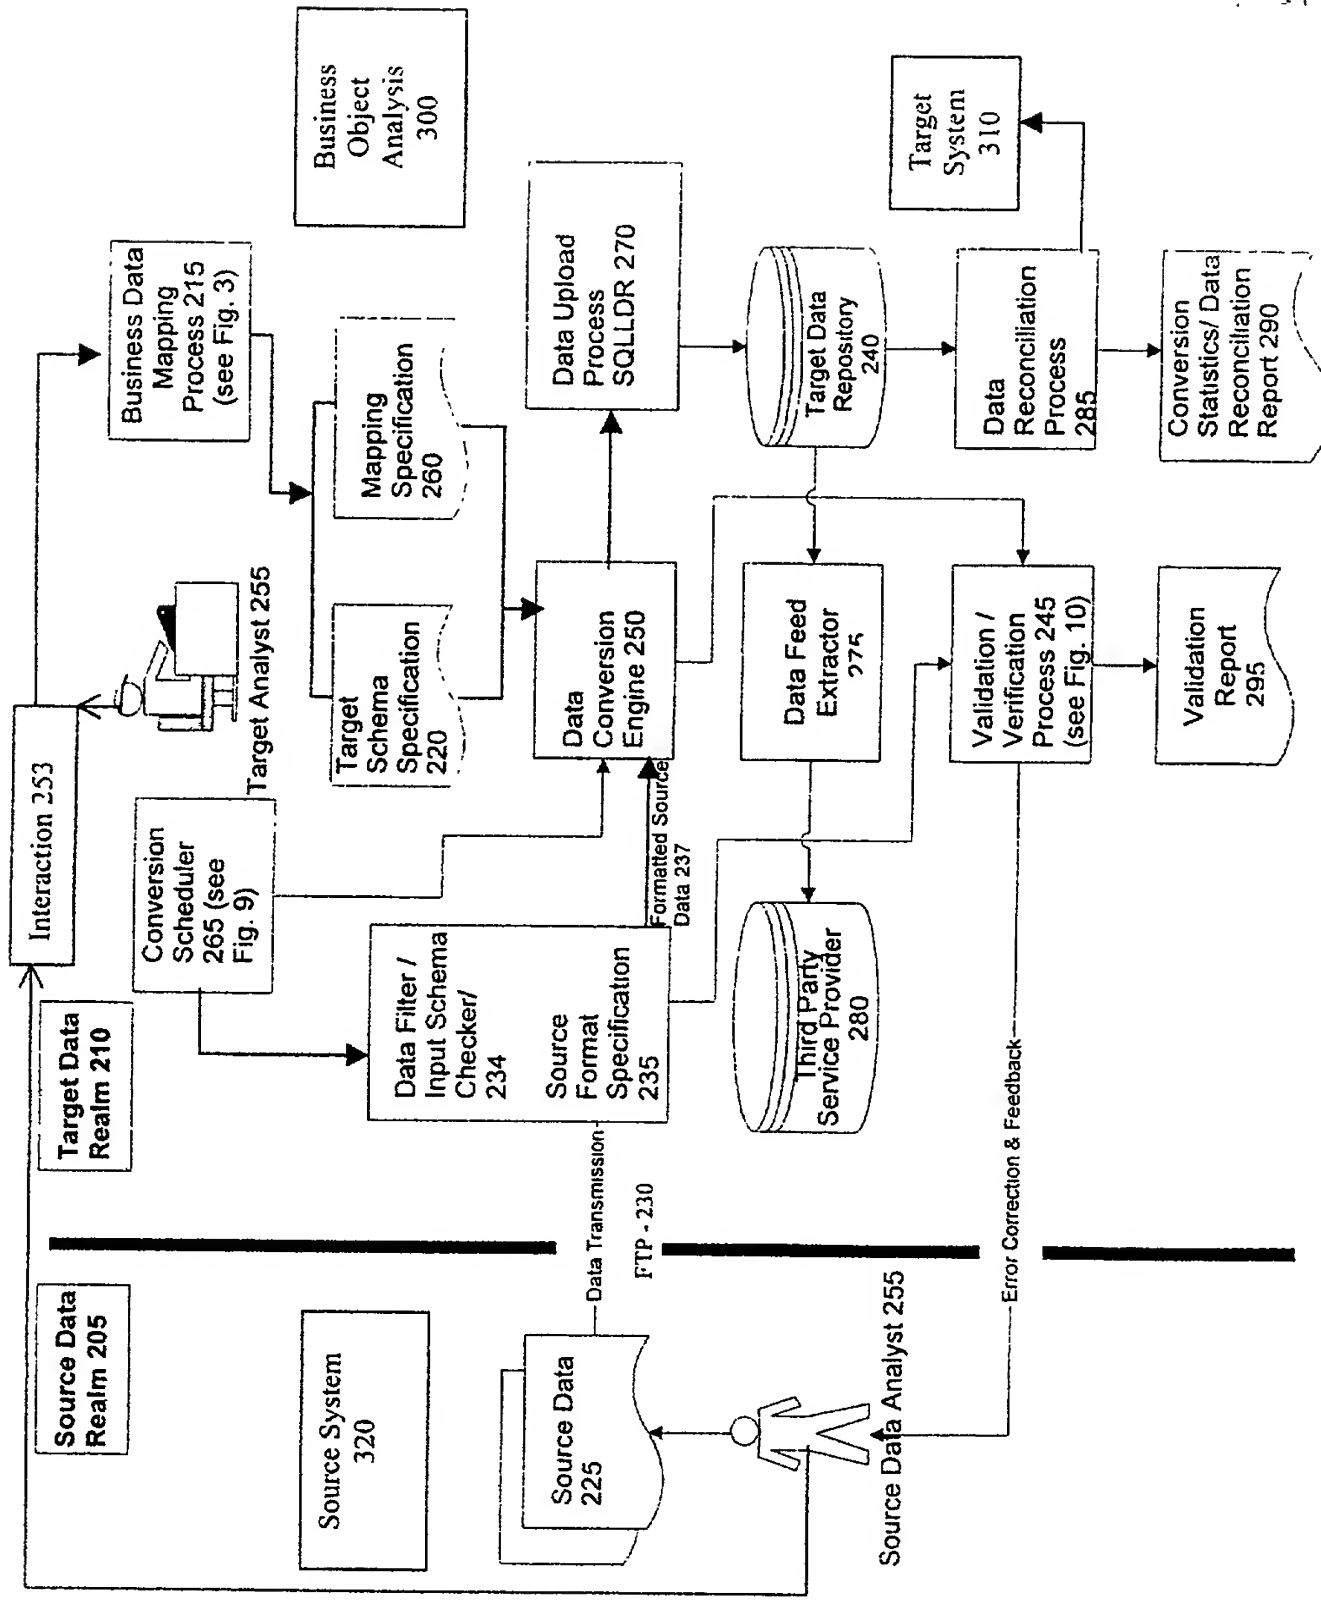 Source Data
Realm 205
Target Data
Realm 210
Interaction 253
Source System
320
Conversion
Scheduler
265 (see
Fig. 9)
Target Analyst 255
Business Data
Mapping
Process 215
(see Fig. 3)
Business
Object
Analysis
300
Target
Schema
Specification
220
Mapping
Specification
260
Source Data
225
Data Transmission
FTP - 230
Data Filter /
Input Schema
Checker/
234
Source
Format
Specification
235
Formatted Source
Data 237
Data
Conversion
Engine 250
Data Upload
Process
SQLLDR 270
Third Party
Service Provider
280
Data Feed
Extractor
275
Target Data
Repository
240
Source Data Analyst 255
Error Correction & Feedback
Validation /
Verification
Process 245
(see Fig. 10)
Data
Reconciliation
Process
285
Target
System
310
Validation
Report
295
Conversion
Statistics/ Data
Reconciliation
Report 290